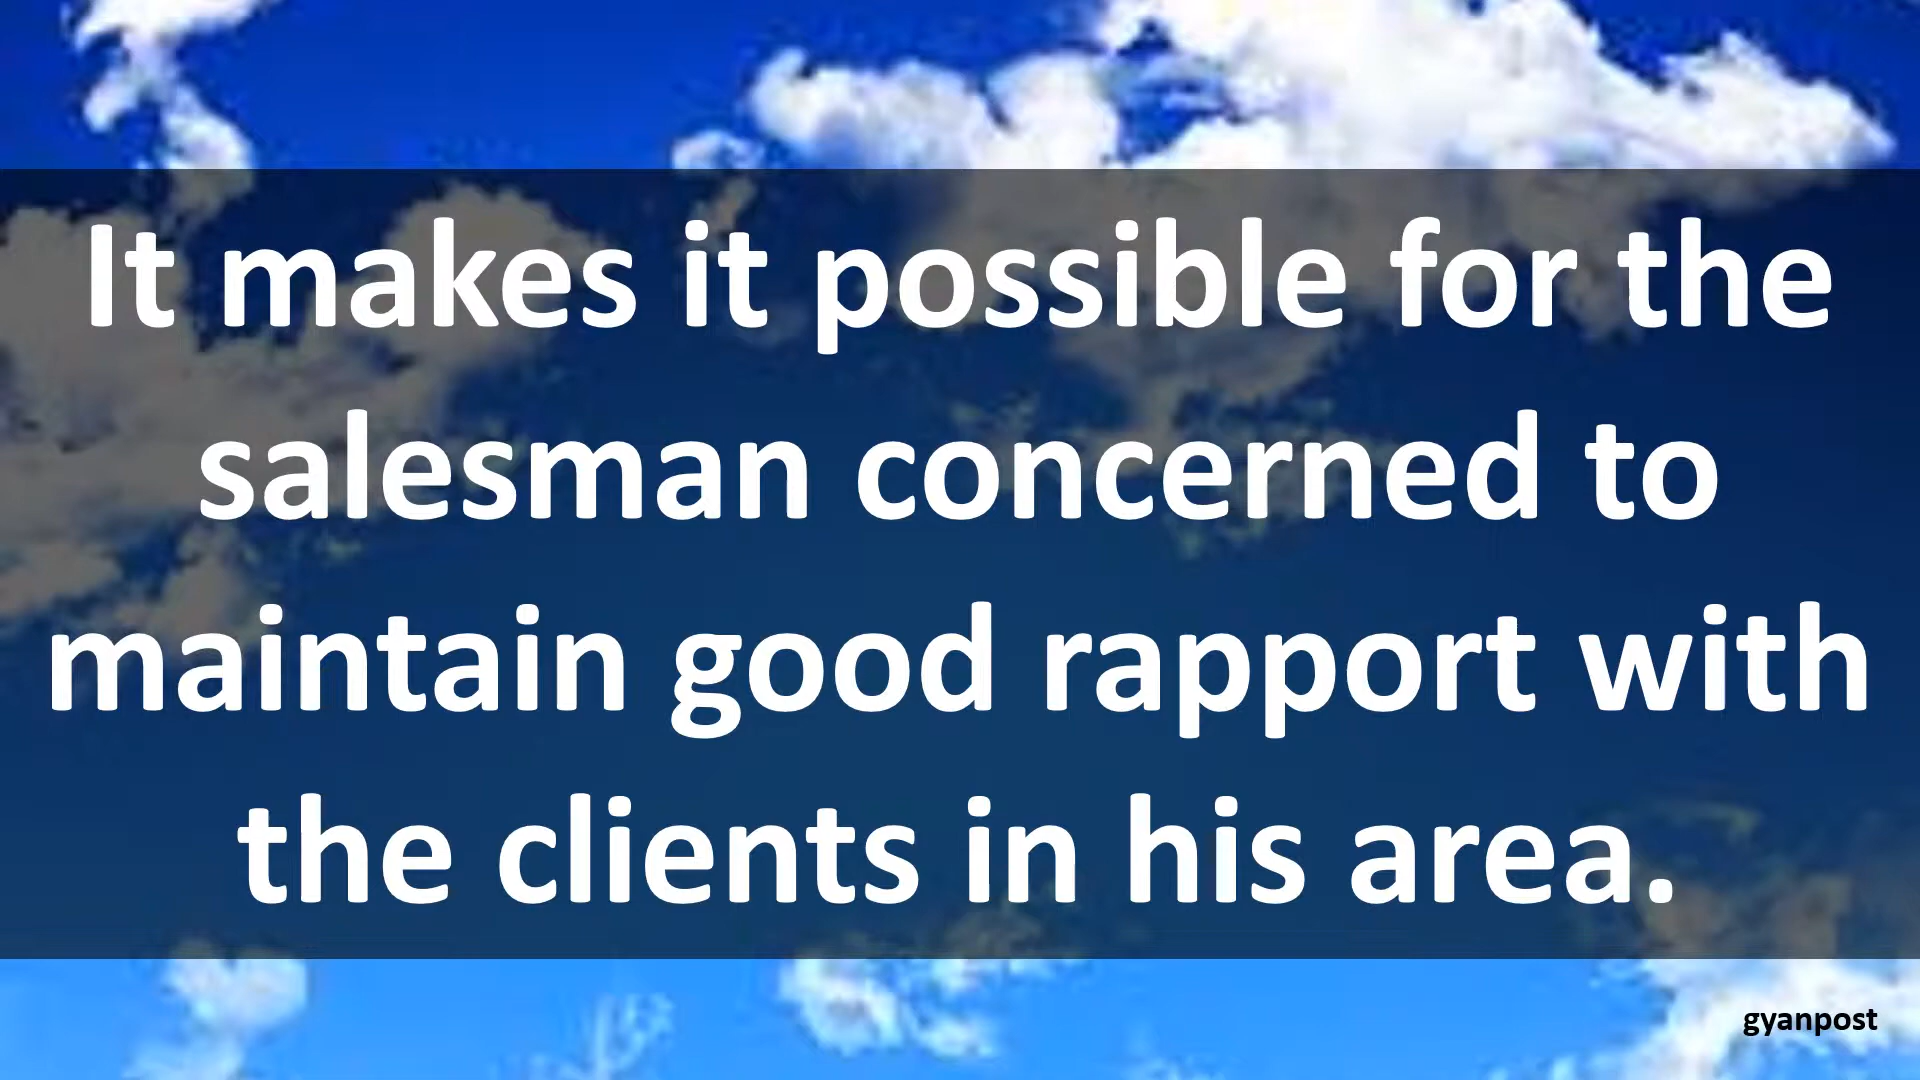 It makes it possible for the
salesman concerned to
maintain good rapport with
the clients in his area.
gyanpost